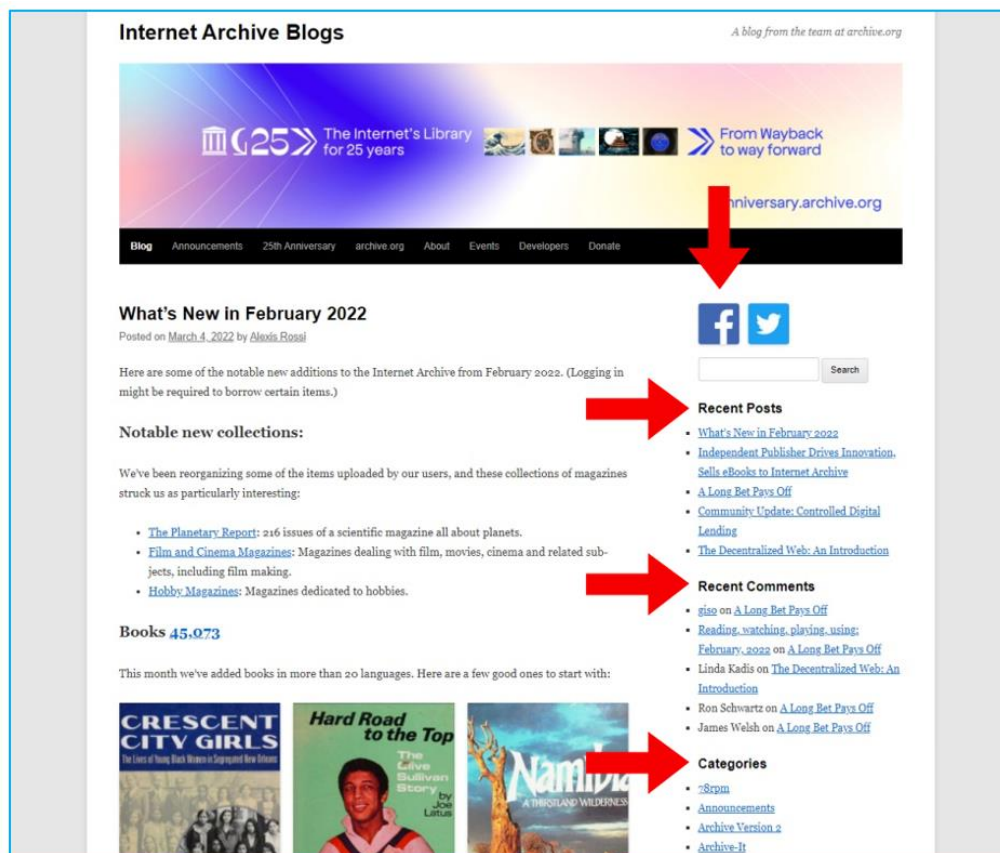 Internet Archive Blogs
A blog from the team at archive.org
25
The Internet's Library
for 25 years
From Wayback
to way forward
nniversary.archive.org
Blog Announcements 25th Anniversary archive.org About Events Developers Donate
What's New in February 2022
Posted on March 4, 2022 by Alexis Rossi
Here are some of the notable new additions to the Internet Archive from February 2022. (Logging in
might be required to borrow certain items.)
Notable new collections:
We've been reorganizing some of the items uploaded by our users, and these collections of magazines
struck us as particularly interesting:
The Planetary Report: 216 issues of a scientific magazine all about planets.
Film and Cinema Magazines: Magazines dealing with film, movies, cinema and related sub-
jects, including film making.
Hobby Magazines: Magazines dedicated to hobbies.
Books 45,073
This month we've added books in more than 20 languages. Here are a few good ones to start with:
CRESCENT
CITY GIRLS
The Lives of Young Black Women in Segregated New Orleans
Hard Road
to the Top
The
Clive
Sullivan
Story
by
Joe
Latus
Namibia
A THIRSTLAND WILDERNESS
Search
Recent Posts
What's New in February 2022
Independent Publisher Drives Innovation,
Sells eBooks to Internet Archive
A Long Bet Pays Off
Community Update: Controlled Digital
Lending
The Decentralized Web: An Introduction
Recent Comments
giso on A Long Bet Pays Off
Reading, watching, playing, using:
February, 2022 on A Long Bet Pays Off
Linda Kadis on The Decentralized Web: An
Introduction
Ron Schwartz on A Long Bet Pays Off
James Welsh on A Long Bet Pays Off
Categories
78rpm
Announcements
Archive Version 2
Archive-It